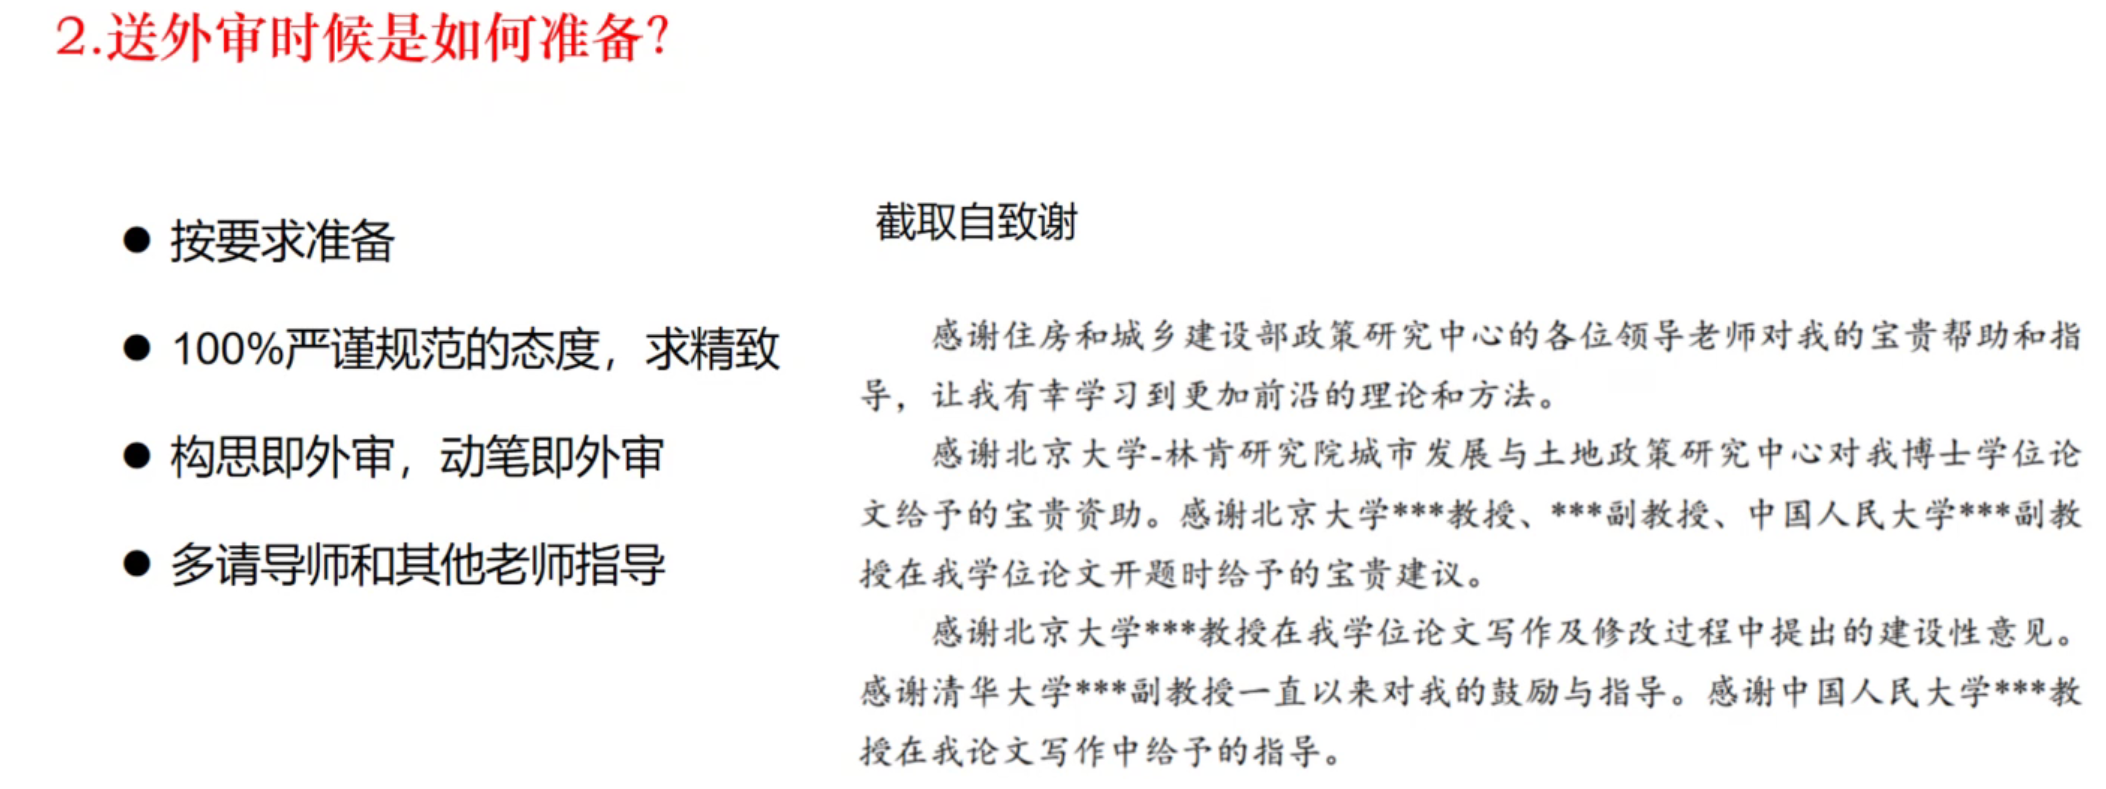 2.送外审时候是如何准备？
● 按要求准备
● 100%严谨规范的态度，求精致
● 构思即外审，动笔即外审
● 多请导师和其他老师指导
截取自致谢
感谢住房和城乡建设部政策研究中心的各位领导老师对我的宝贵帮助和指
导，让我有幸学习到更加前沿的理论和方法。
感谢北京大学-林肯研究院城市发展与土地政策研究中心对我博士学位论
文给予的宝贵资助。感谢北京大学***教授、***副教授、中国人民大学***副教
授在我学位论文开题时给予的宝贵建议。
感谢北京大学***教授在我学位论文写作及修改过程中提出的建设性意见。
感谢清华大学***副教授一直以来对我的鼓励与指导。感谢中国人民大学***教
授在我论文写作中给予的指导。